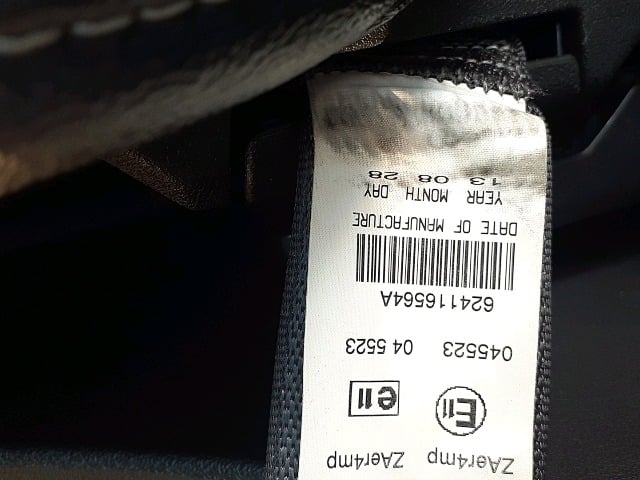 ZAer4mp ZAer4mp
E11 e11
045523 04 5523
624116564A
DATE OF MANUFACTURE
YEAR MONTH DAY
13 08 28